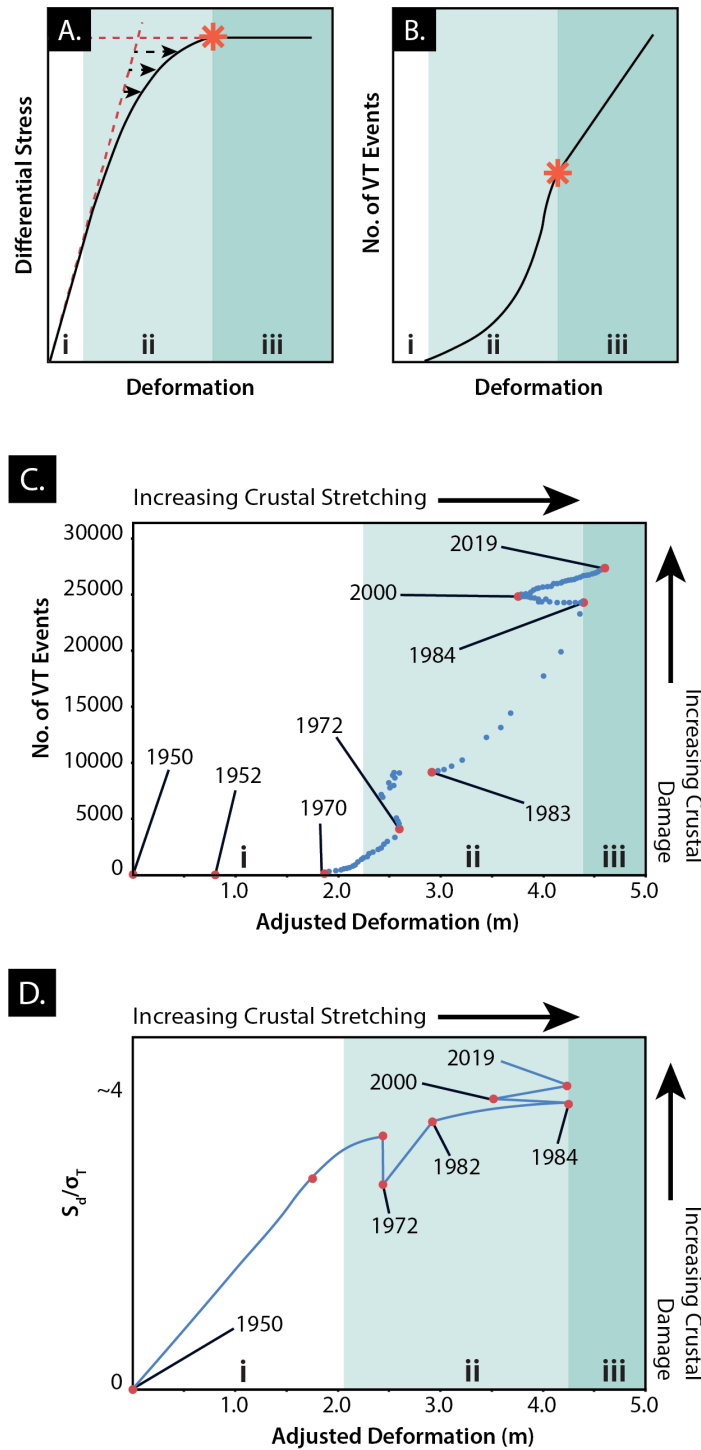 A.
Differential Stress
i
ii
iii
Deformation
B.
No. of VT Events
i
ii
iii
Deformation
C.
Increasing Crustal Stretching
30000
25000
20000
15000
10000
5000
0
No. of VT Events
2019
2000
1984
1972
1950
1952
1970
1983
i
ii
iii
1.0
2.0
3.0
4.0
5.0
Adjusted Deformation (m)
Increasing Crustal
Damage
D.
Increasing Crustal Stretching
~4
0
Sd/σT
2019
2000
1982
1984
1972
1950
i
ii
iii
1.0
2.0
3.0
4.0
5.0
Adjusted Deformation (m)
Increasing Crustal
Damage